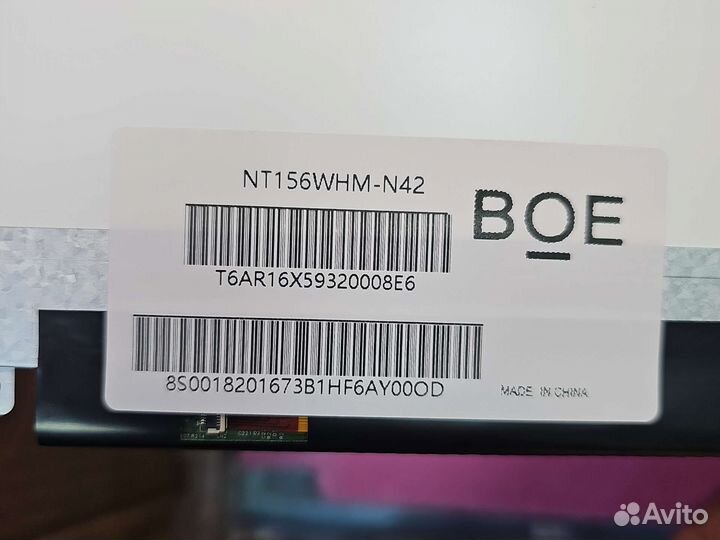 NT156WHM-N42
BOE
T6AR16X59320008E6
8S0018201673B1HF6AY00OD
MADE IN CHINA
Avito